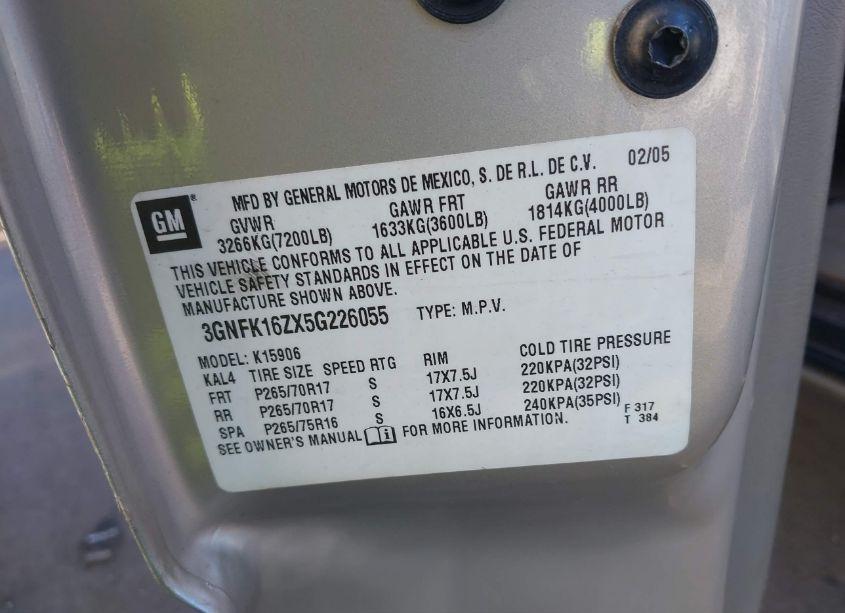 GM
MFD BY GENERAL MOTORS DE MEXICO, S. DE R.L. DE C.V. 02/05
GVWR GAWR FRT GAWR RR
3266KG(7200LB) 1633KG(3600LB) 1814KG(4000LB)
THIS VEHICLE CONFORMS TO ALL APPLICABLE U.S. FEDERAL MOTOR
VEHICLE SAFETY STANDARDS IN EFFECT ON THE DATE OF
MANUFACTURE SHOWN ABOVE.
3GNFK16ZX5G226055 TYPE: M.P.V.
MODEL: K15906
KAL4 TIRE SIZE SPEED RTG RIM COLD TIRE PRESSURE
FRT P265/70R17 S 17X7.5J 220KPA(32PSI)
RR P265/70R17 S 17X7.5J 220KPA(32PSI)
SPA P265/75R16 S 16X6.5J 240KPA(35PSI)
SEE OWNER'S MANUAL i FOR MORE INFORMATION.
F 317
T 384